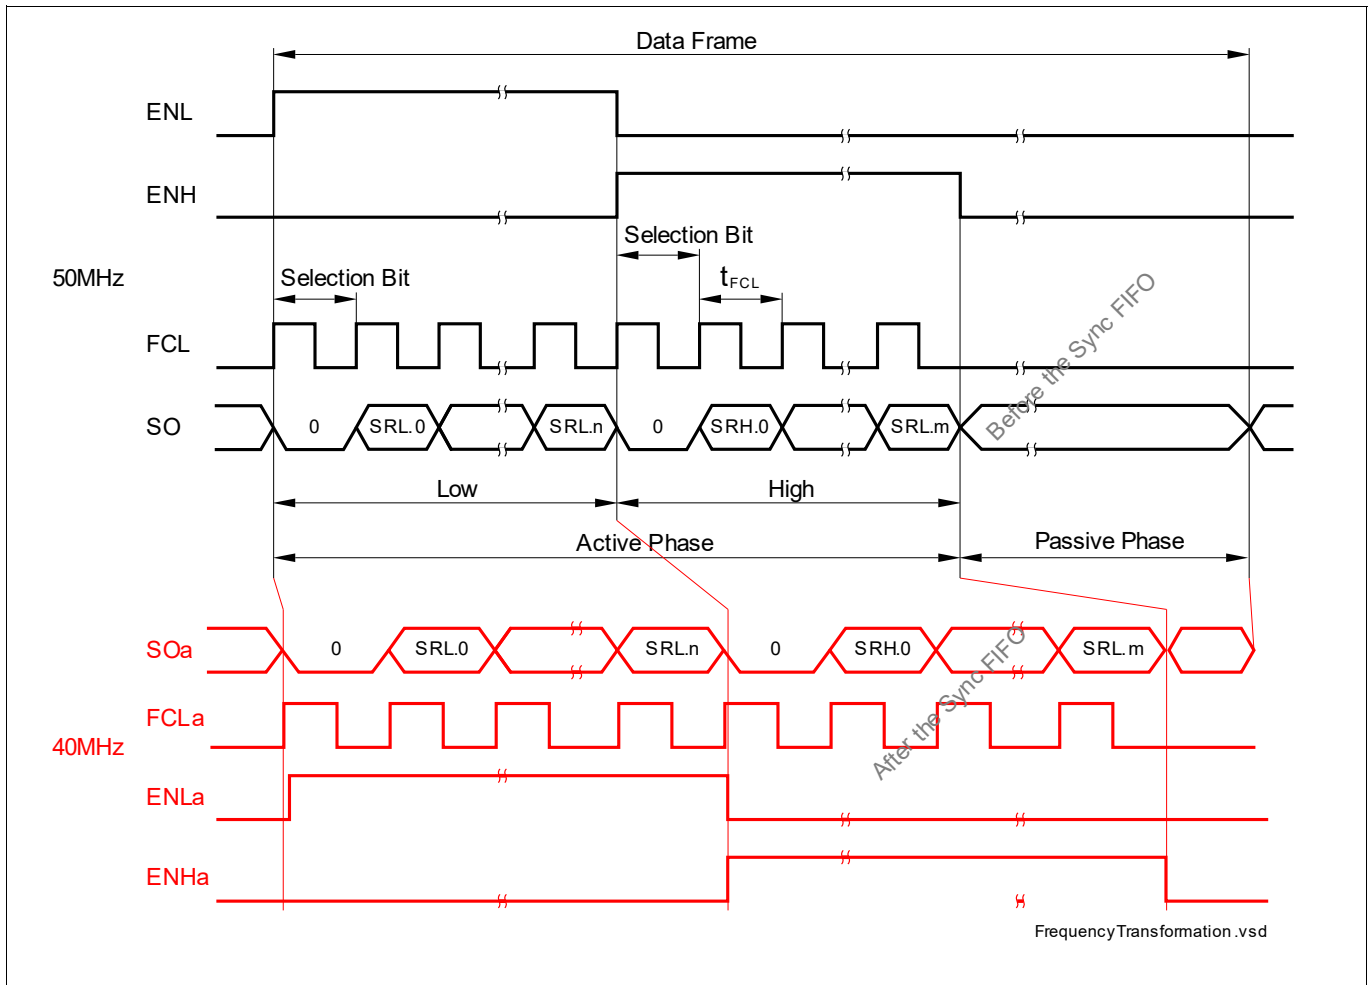 Data Frame
ENL
ENH
Selection Bit
50MHz
Selection Bit
tFCL
FCL
Before the Sync FIFO
SO
0
SRL.0
SRL.n
0
SRH.0
SRL.m
Low
High
Active Phase
Passive Phase
SOa
0
SRL.0
SRL.n
0
SRH.0
SRL.m
After the Sync FIFO
FCLa
40MHz
ENLa
ENHa
FrequencyTransformation.vsd